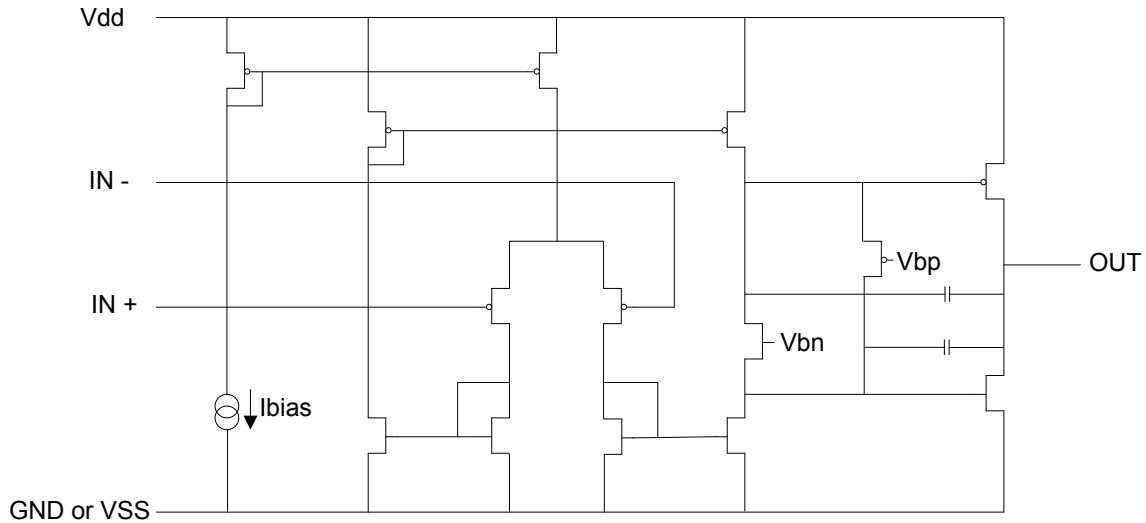 Vdd
IN -
Vbp
OUT
IN +
Vbn
Ibias
GND or VSS